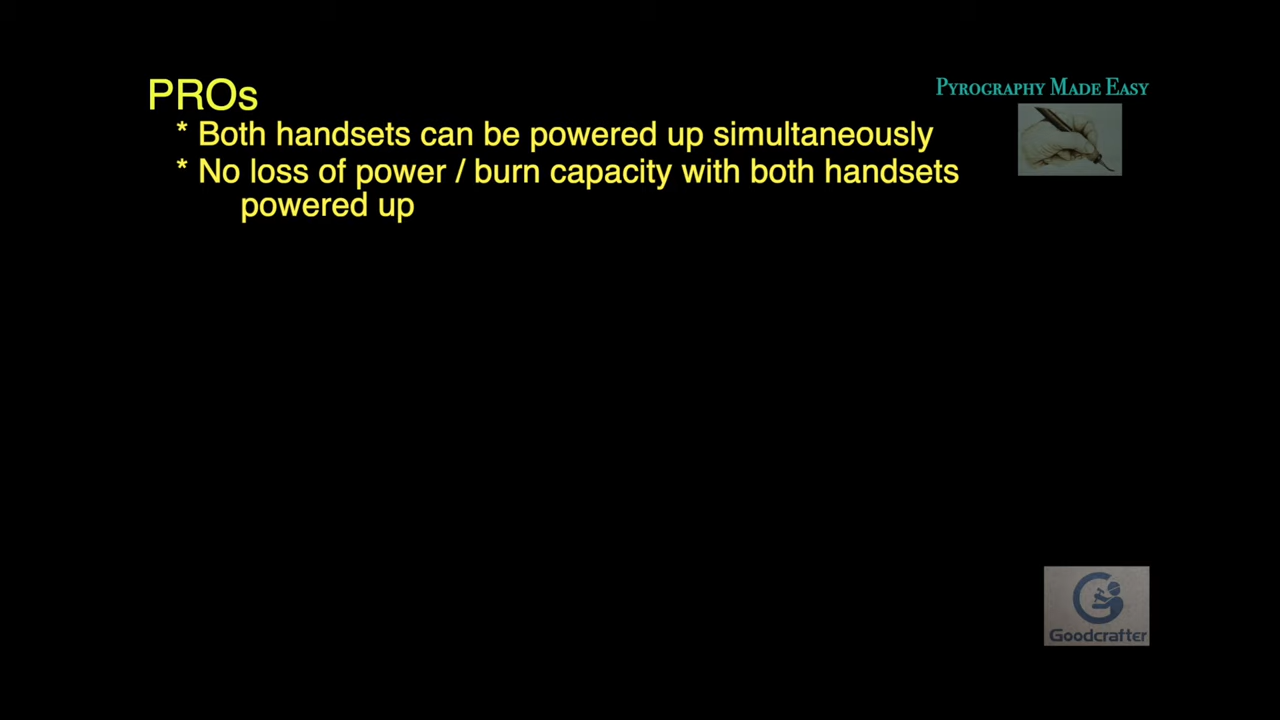 PROs
* Both handsets can be powered up simultaneously
* No loss of power / burn capacity with both handsets
powered up
Pyrography Made Easy
Goodcrafter